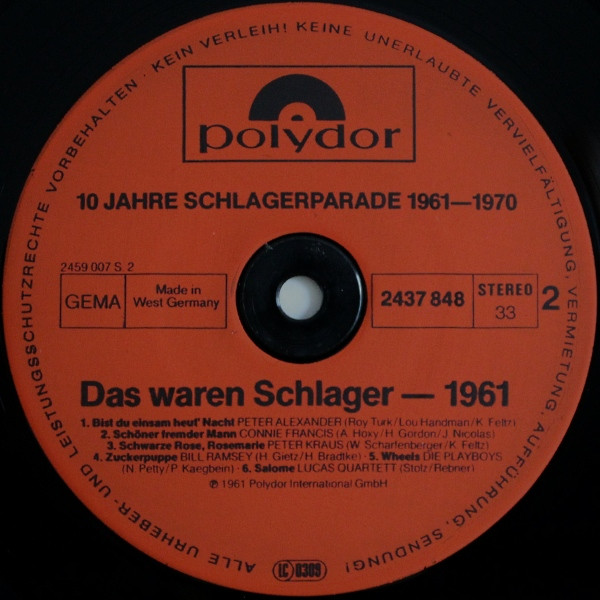 ALLE URHEBER- UND LEISTUNGSSCHUTZRECHTE VORBEHALTEN · KEIN VERLEIH! KEINE UNERLAUBTE VERVIELFÄLTIGUNG, VERMIETUNG, AUFFÜHRUNG, SENDUNG!
polydor
10 JAHRE SCHLAGERPARADE 1961—1970
2459 007 S 2
GEMA
Made in
West Germany
2437 848
STEREO
33
2
Das waren Schlager — 1961
1. Bist du einsam heut' Nacht PETER ALEXANDER (Roy Turk/Lou Handman/K. Feltz)
2. Schöner fremder Mann CONNIE FRANCIS (A. Hoxy/H. Gordon/J. Nicolas)
3. Schwarze Rose, Rosemarie PETER KRAUS (W. Scharfenberger/K. Feltz)
4. Zuckerpuppe BILL RAMSEY (H. Gietz/H. Bradtke) · 5. Wheels DIE PLAYBOYS
(N. Petty/P. Kaegbein) · 6. Salome LUCAS QUARTETT (Stolz/Rebner)
℗ 1961 Polydor International GmbH
LC 0309